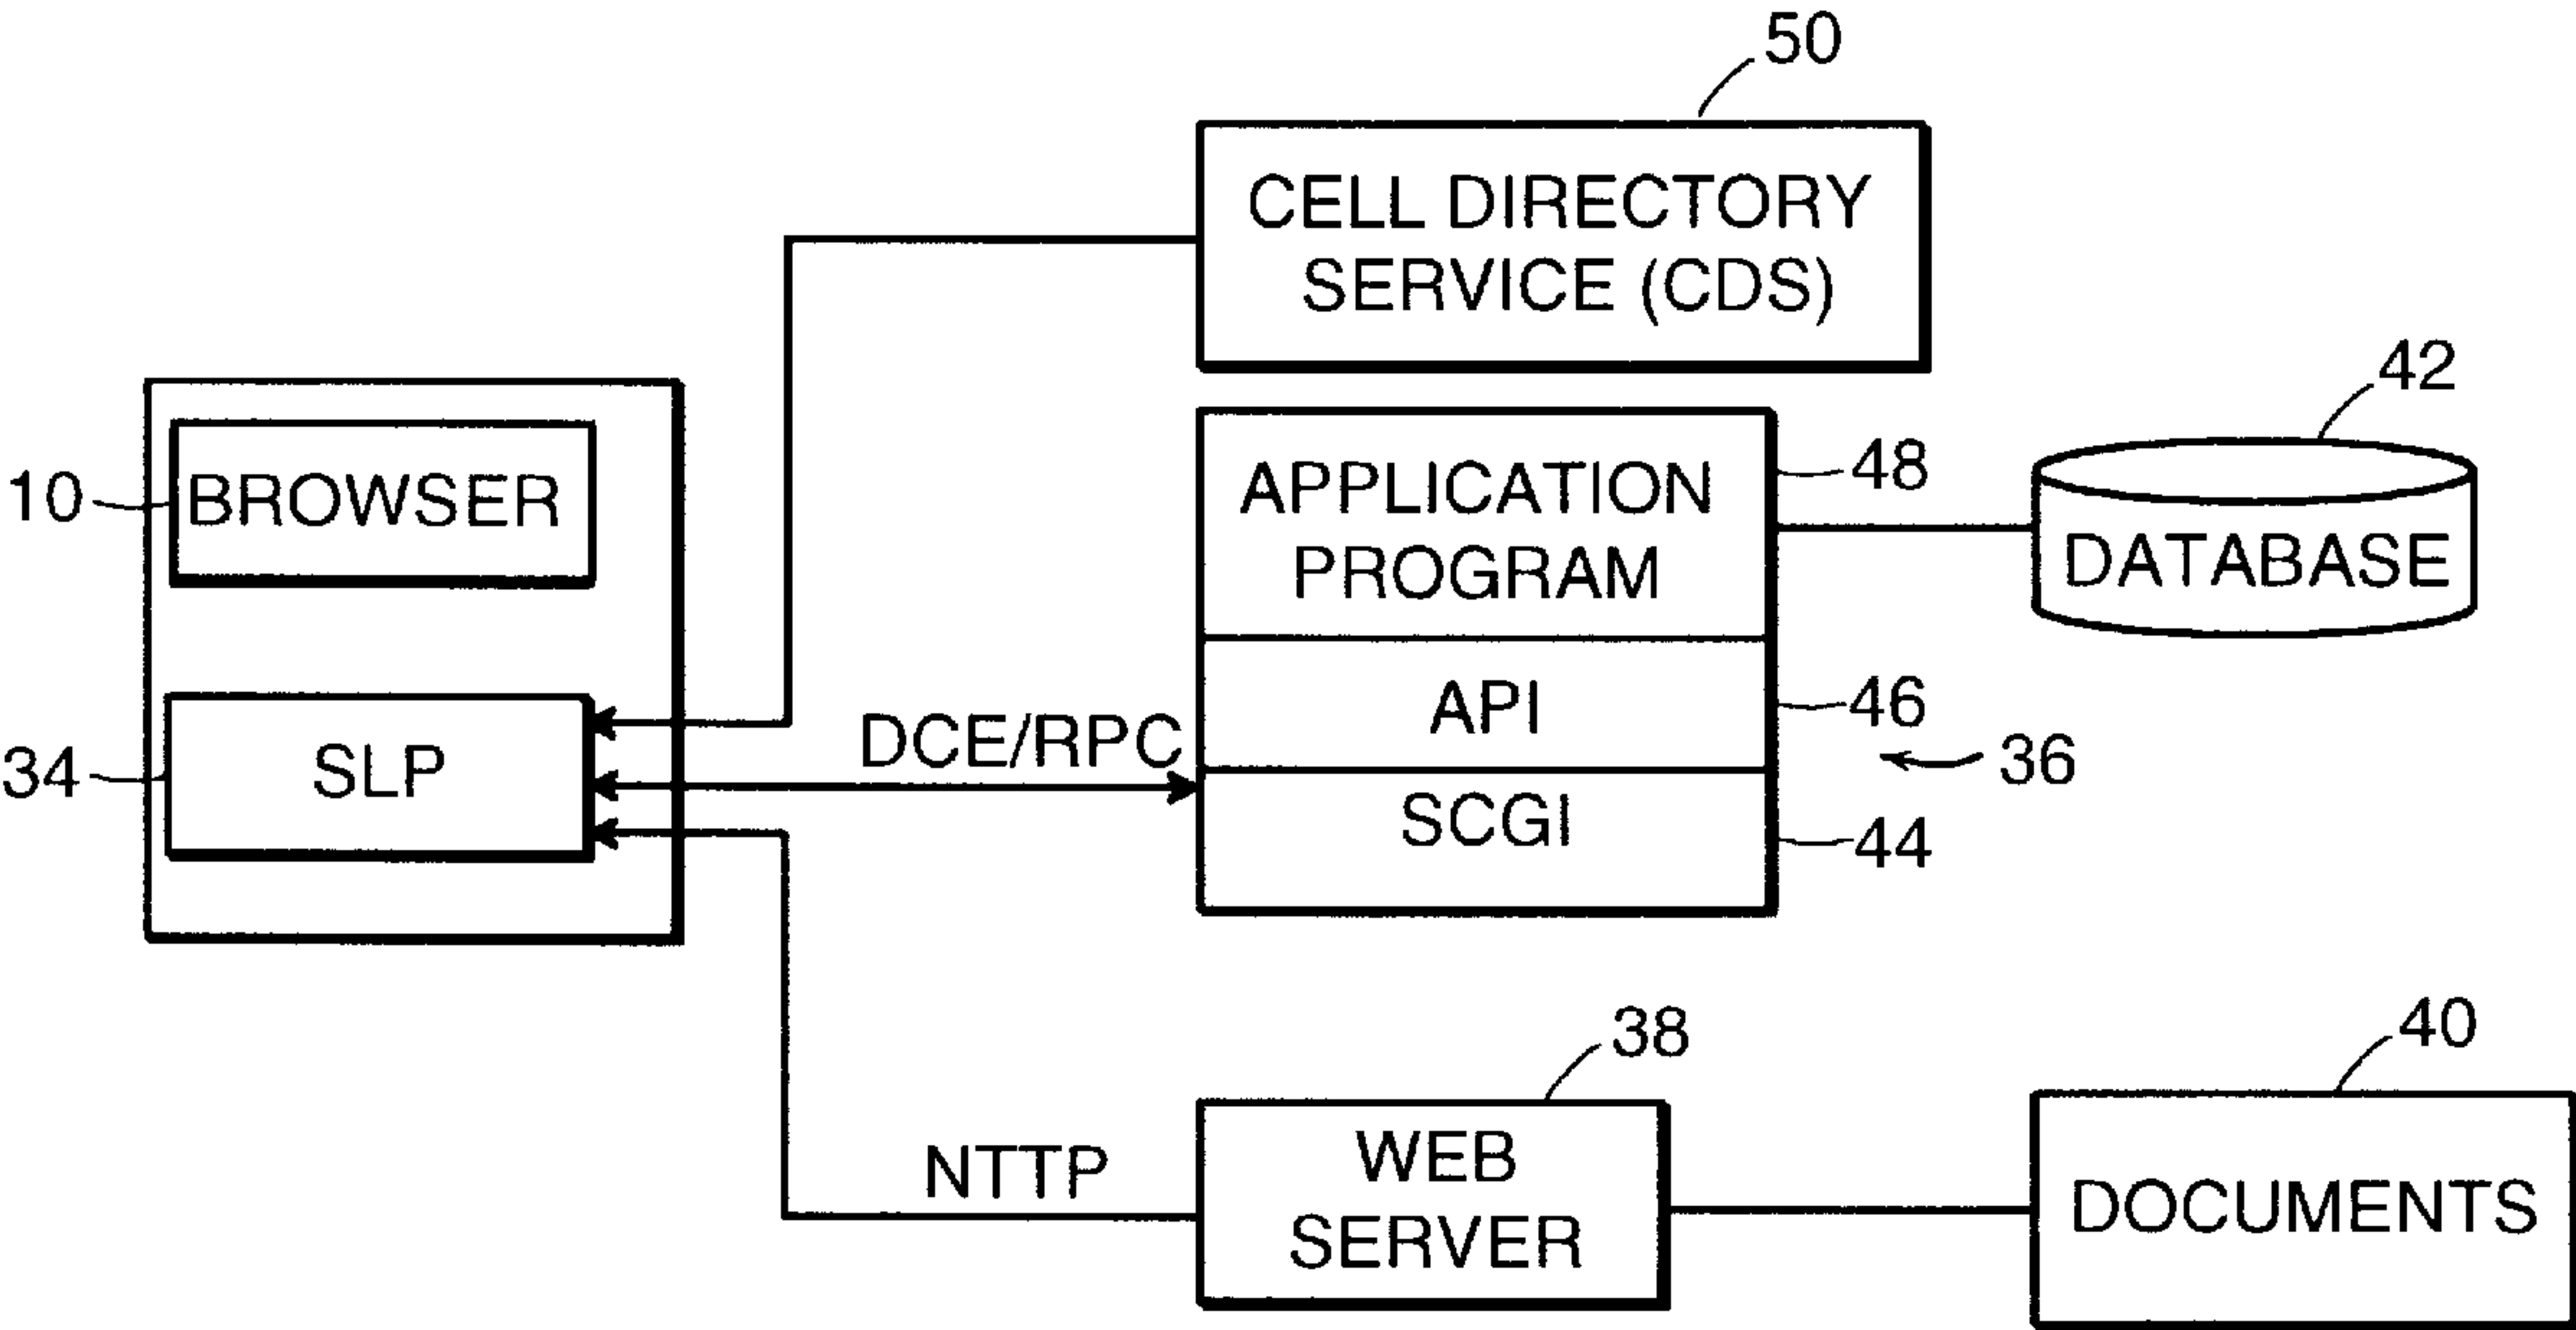 50
CELL DIRECTORY
SERVICE (CDS)
42
10
BROWSER
APPLICATION
PROGRAM
48
DATABASE
34
SLP
DCE/RPC
API
46
36
SCGI
44
38
40
NTTP
WEB
SERVER
DOCUMENTS